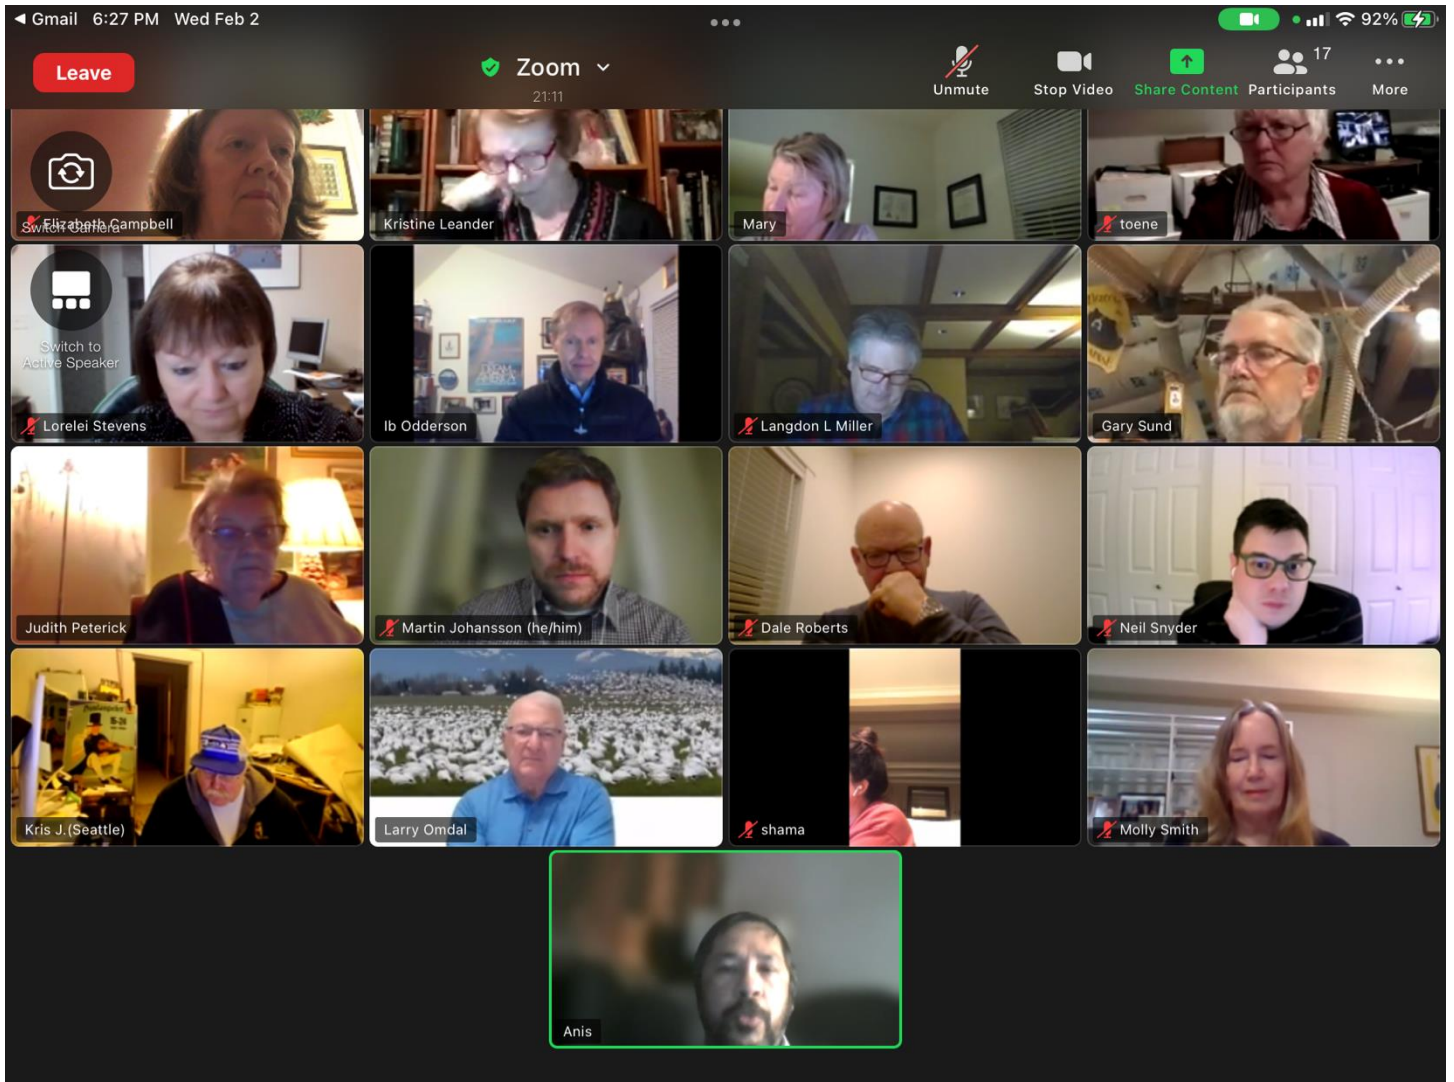 Gmail 6:27 PM Wed Feb 2
92%
Leave
Zoom
21:11
Unmute
Stop Video
Share Content
17
Participants
More
Elizabeth Campbell
Switch Camera
Kristine Leander
Mary
toene
Switch to
Active Speaker
Lorelei Stevens
Ib Odderson
Langdon L Miller
Gary Sund
Judith Peterick
Martin Johansson (he/him)
Dale Roberts
Neil Snyder
Kris J.(Seattle)
Larry Omdal
shama
Molly Smith
Anis